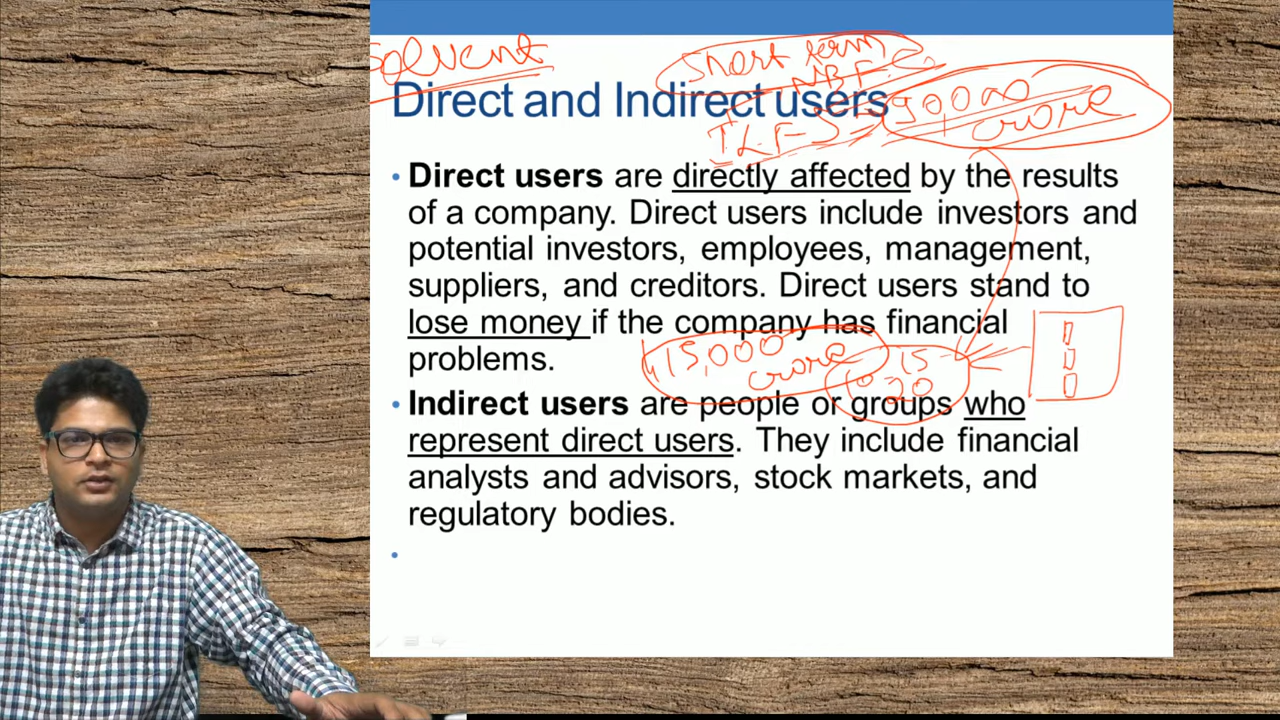 Solvent
Short term
NBFC
Direct and Indirect users
ILFS = 90,000
crore
• Direct users are directly affected by the results
of a company. Direct users include investors and
potential investors, employees, management,
suppliers, and creditors. Direct users stand to
lose money if the company has financial
problems.
15,000
crore
15
20
• Indirect users are people or groups who
represent direct users. They include financial
analysts and advisors, stock markets, and
regulatory bodies.
•